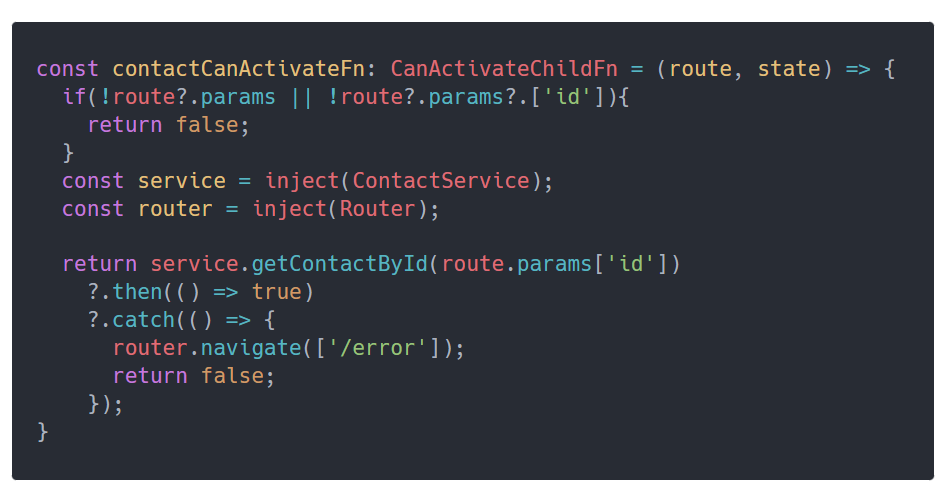 const contactCanActivateFn: CanActivateChildFn = (route, state) => {
  if(!route?.params || !route?.params?.['id']){
    return false;
  }
  const service = inject(ContactService);
  const router = inject(Router);

  return service.getContactById(route.params['id'])
    ?.then(() => true)
    ?.catch(() => {
      router.navigate(['/error']);
      return false;
    });
}